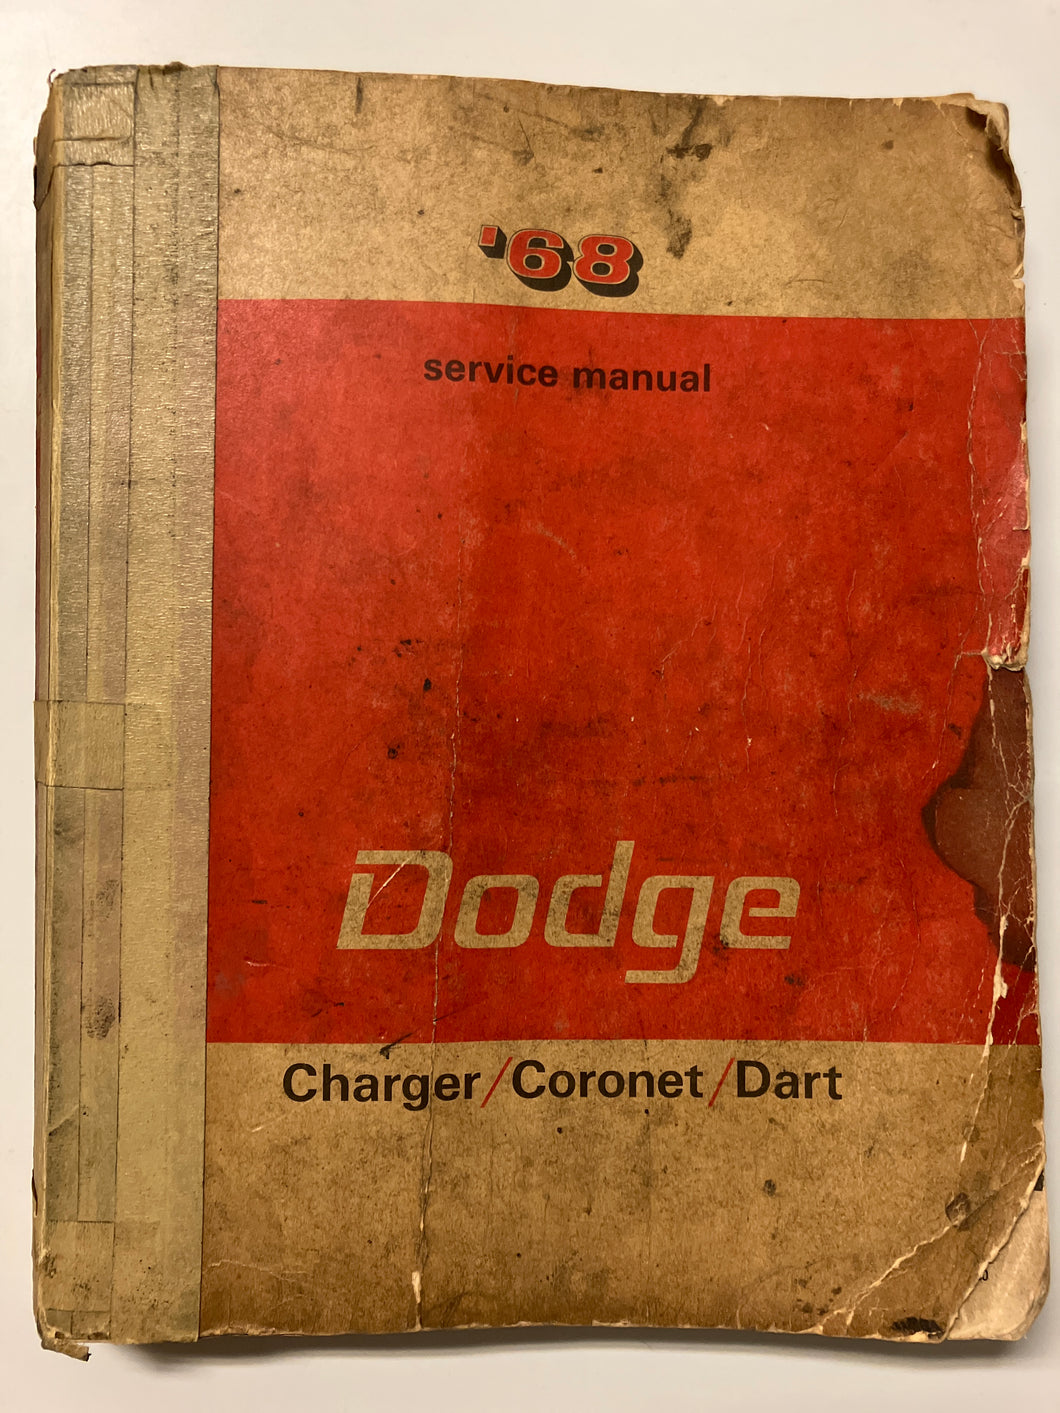 '68
service manual
Dodge
Charger/Coronet/Dart